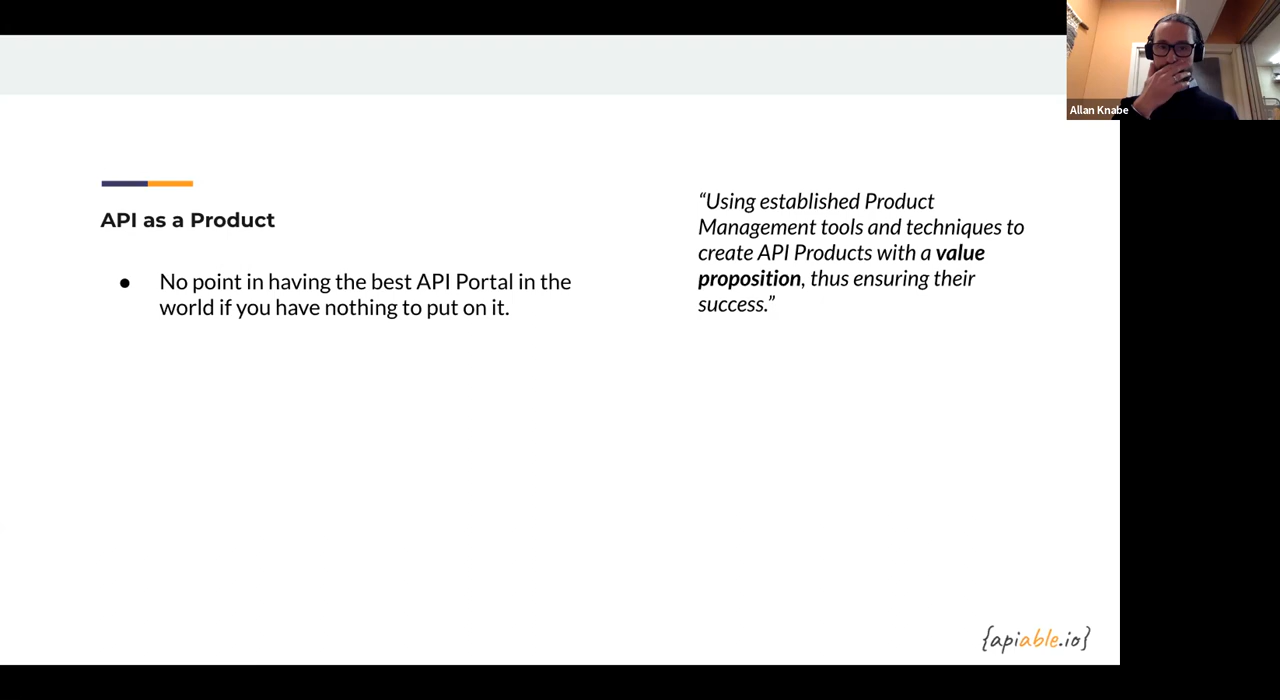 Allan Knabe
API as a Product
● No point in having the best API Portal in the
world if you have nothing to put on it.
“Using established Product
Management tools and techniques to
create API Products with a value
proposition, thus ensuring their
success.”
{apiable.io}